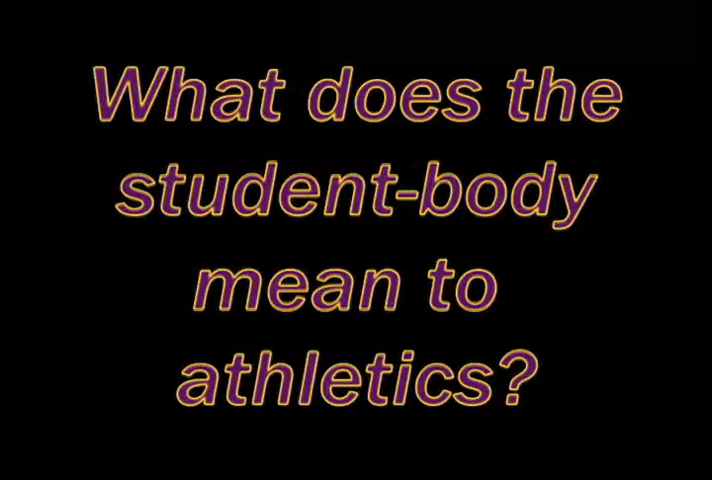 What does the
student-body
mean to
athletics?